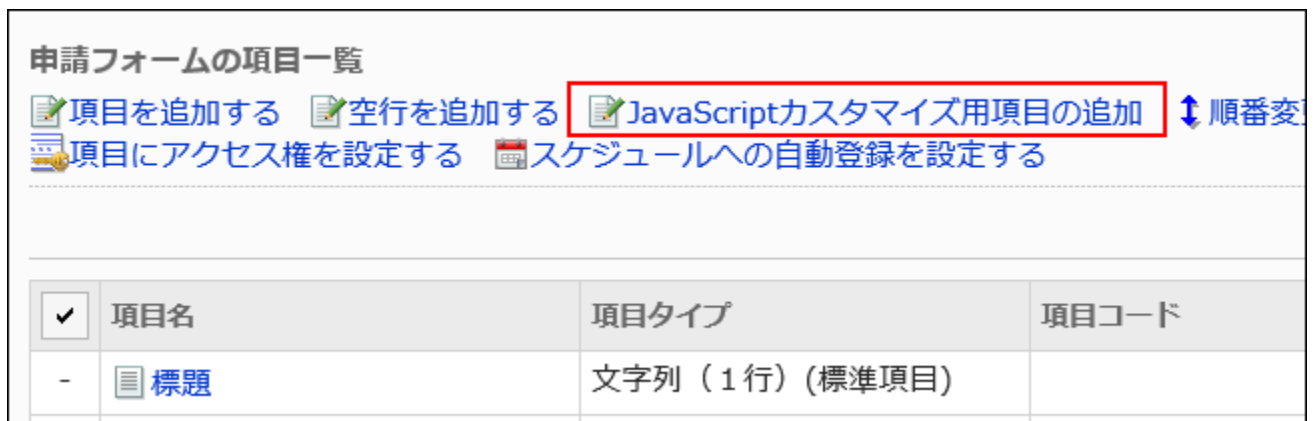 申請フォームの項目一覧
項目を追加する 空行を追加する JavaScriptカスタマイズ用項目の追加 順番変
項目にアクセス権を設定する スケジュールへの自動登録を設定する
項目名 項目タイプ 項目コード
- 標題 文字列（１行）(標準項目)